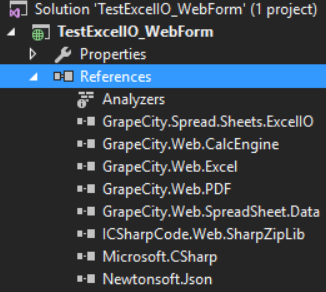 Solution 'TestExcelIO_WebForm' (1 project)
TestExcelIO_WebForm
Properties
References
Analyzers
GrapeCity.Spread.Sheets.ExcelIO
GrapeCity.Web.CalcEngine
GrapeCity.Web.Excel
GrapeCity.Web.PDF
GrapeCity.Web.SpreadSheet.Data
ICSharpCode.Web.SharpZipLib
Microsoft.CSharp
Newtonsoft.Json